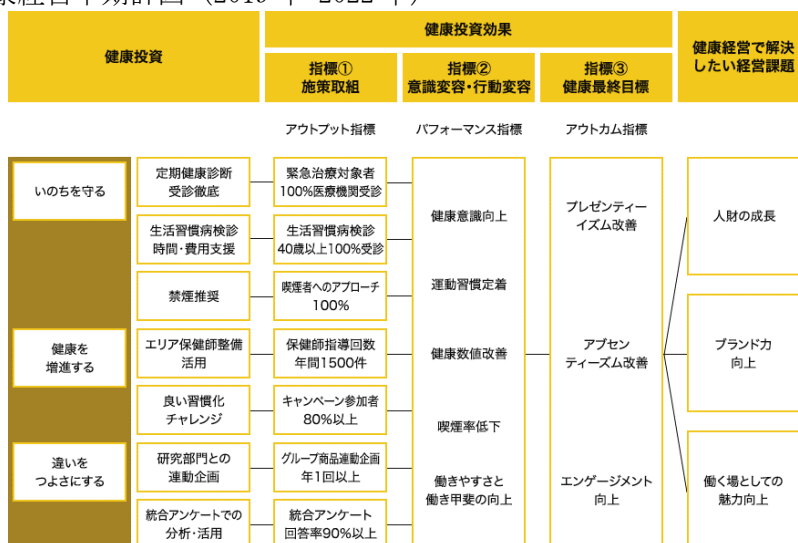 健康投資
健康投資効果
健康経営で解決
したい経営課題
指標①
施策取組
指標②
意識変容・行動変容
指標③
健康最終目標
アウトプット指標
パフォーマンス指標
アウトカム指標
いのちを守る
定期健康診断
受診徹底
緊急治療対象者
100%医療機関受診
生活習慣病検診
時間・費用支援
生活習慣病検診
40歳以上100%受診
禁煙推奨
喫煙者へのアプローチ
100%
健康を
増進する
エリア保健師整備
活用
保健師指導回数
年間1500件
良い習慣化
チャレンジ
キャンペーン参加者
80%以上
違いを
つよさにする
研究部門との
連動企画
グループ商品連動企画
年1回以上
統合アンケートでの
分析・活用
統合アンケート
回答率90%以上
健康意識向上
運動習慣定着
健康数値改善
喫煙率低下
働きやすさと
働き甲斐の向上
プレゼンティー
イズム改善
アブセン
ティーズム改善
エンゲージメント
向上
人財の成長
ブランド力
向上
働く場としての
魅力向上